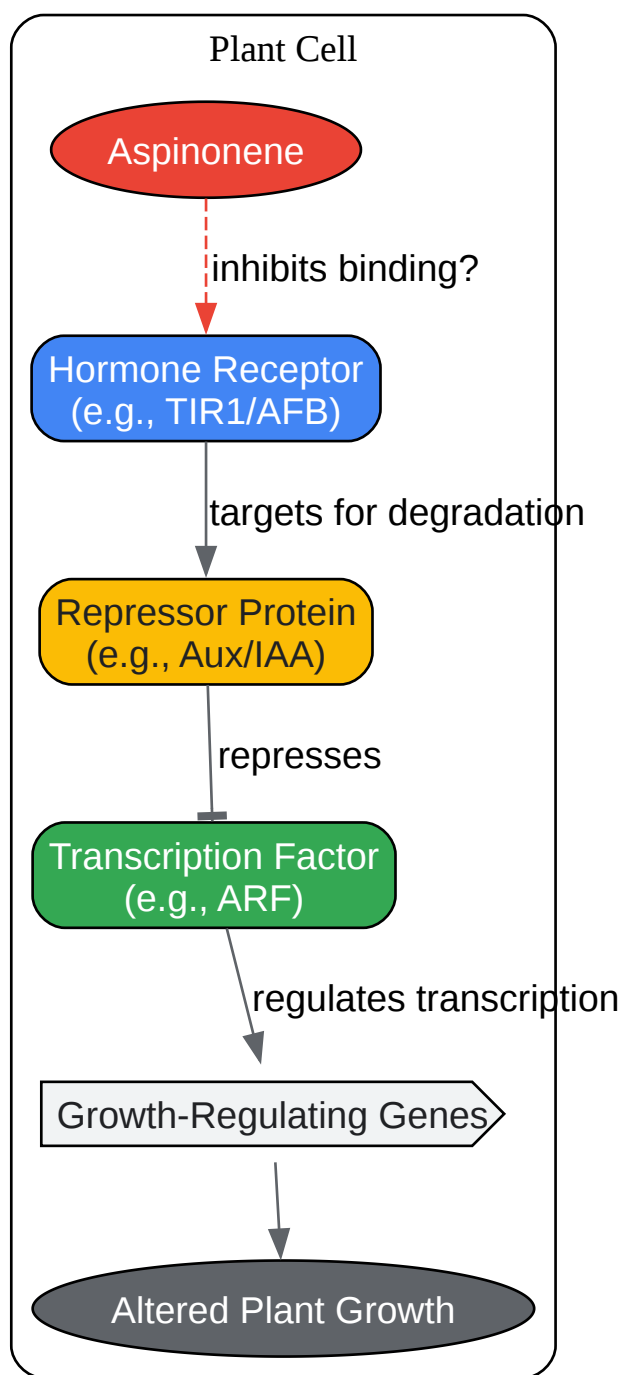 Plant Cell
Aspinonene
inhibits binding?
Hormone Receptor
(e.g., TIR1/AFB)
targets for degradation
Repressor Protein
(e.g., Aux/IAA)
represses
Transcription Factor
(e.g., ARF)
regulates transcription
Growth-Regulating Genes
Altered Plant Growth